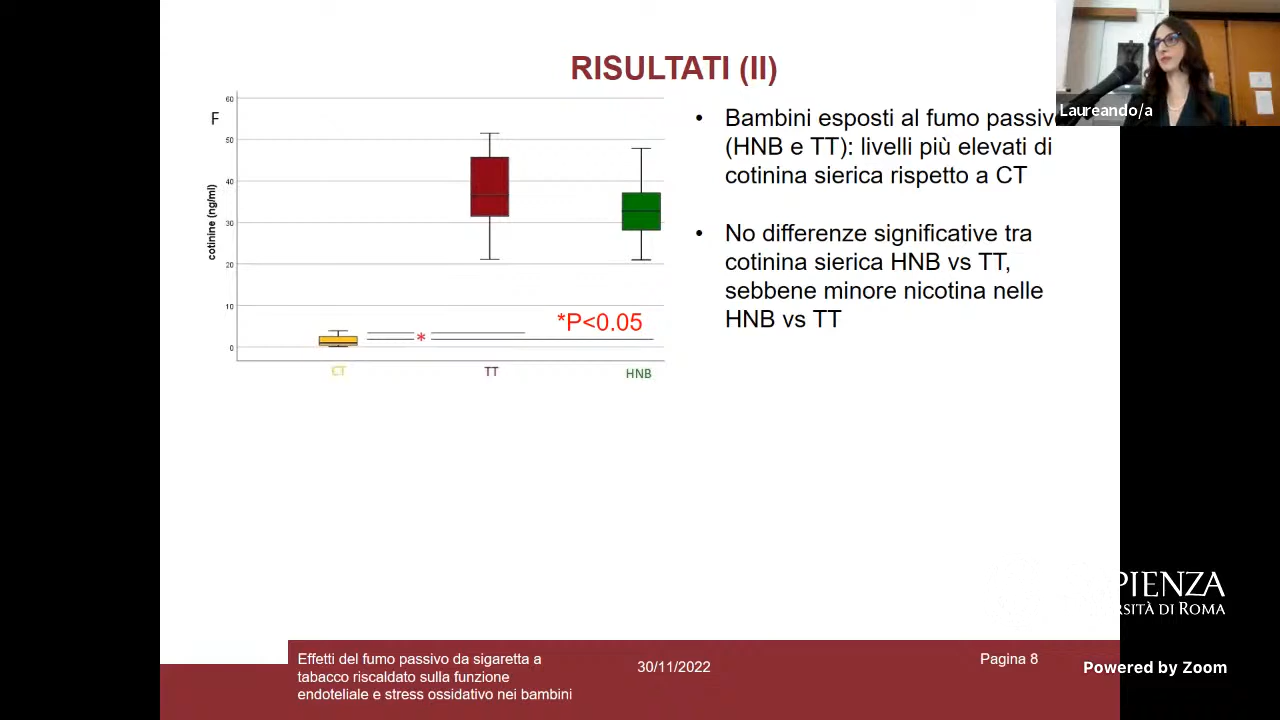 RISULTATI (II)
F
60
50
40
30
20
10
0
cotinine (ng/ml)
*P<0.05
*
CT
TT
HNB
• Bambini esposti al fumo passivo
(HNB e TT): livelli più elevati di
cotinina sierica rispetto a CT
• No differenze significative tra
cotinina sierica HNB vs TT,
sebbene minore nicotina nelle
HNB vs TT
Laureando/a
PIENZA
RSITÀ DI ROMA
Effetti del fumo passivo da sigaretta a
tabacco riscaldato sulla funzione
endoteliale e stress ossidativo nei bambini
30/11/2022
Pagina 8
Powered by Zoom